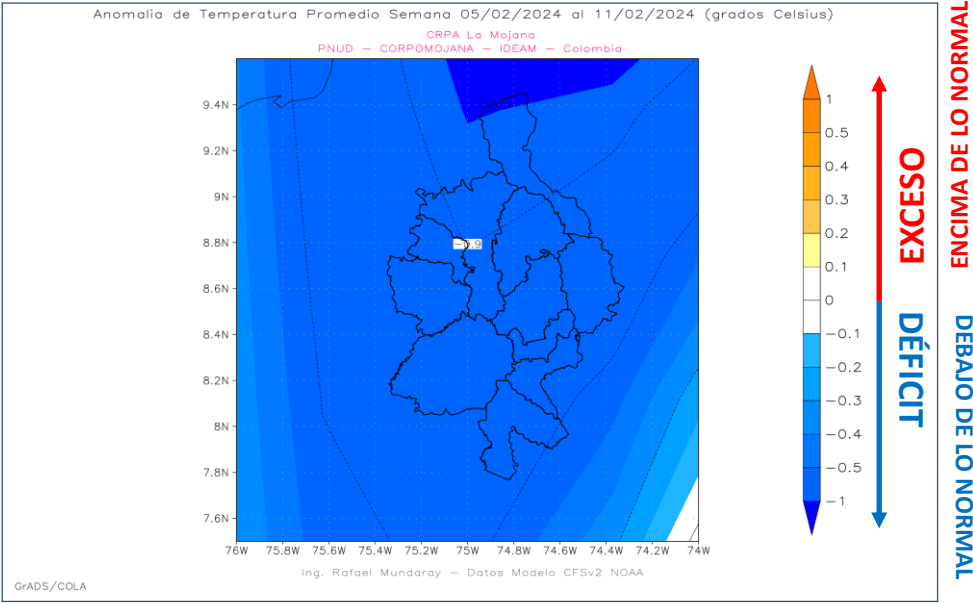 Anomalia de Temperatura Promedio Semana 05/02/2024 al 11/02/2024 (grados Celsius)
CRPA La Mojana
PNUD – CORPOMOJANA – IDEAM – Colombia
9.4N
9.2N
9N
8.8N
8.6N
8.4N
8.2N
8N
7.8N
7.6N
-0.9
76W 75.8W 75.6W 75.4W 75.2W 75W 74.8W 74.6W 74.4W 74.2W 74W
Ing. Rafael Mundaray – Datos Modelo CFSv2 NOAA
GrADS/COLA
1
0.5
0.4
0.3
0.2
0.1
0
-0.1
-0.2
-0.3
-0.4
-0.5
-1
EXCESO
DÉFICIT
ENCIMA DE LO NORMAL
DEBAJO DE LO NORMAL